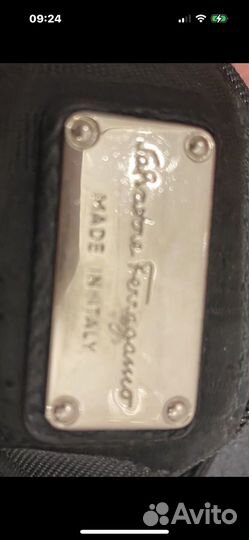 09:24
Salvatore Ferragamo
MADE IN ITALY
Avito